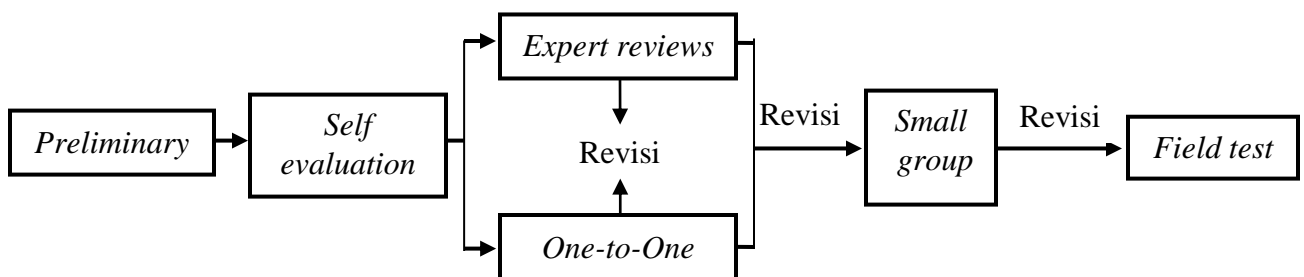 Preliminary
Self
evaluation
Expert reviews
Revisi
One-to-One
Revisi
Small
group
Revisi
Field test